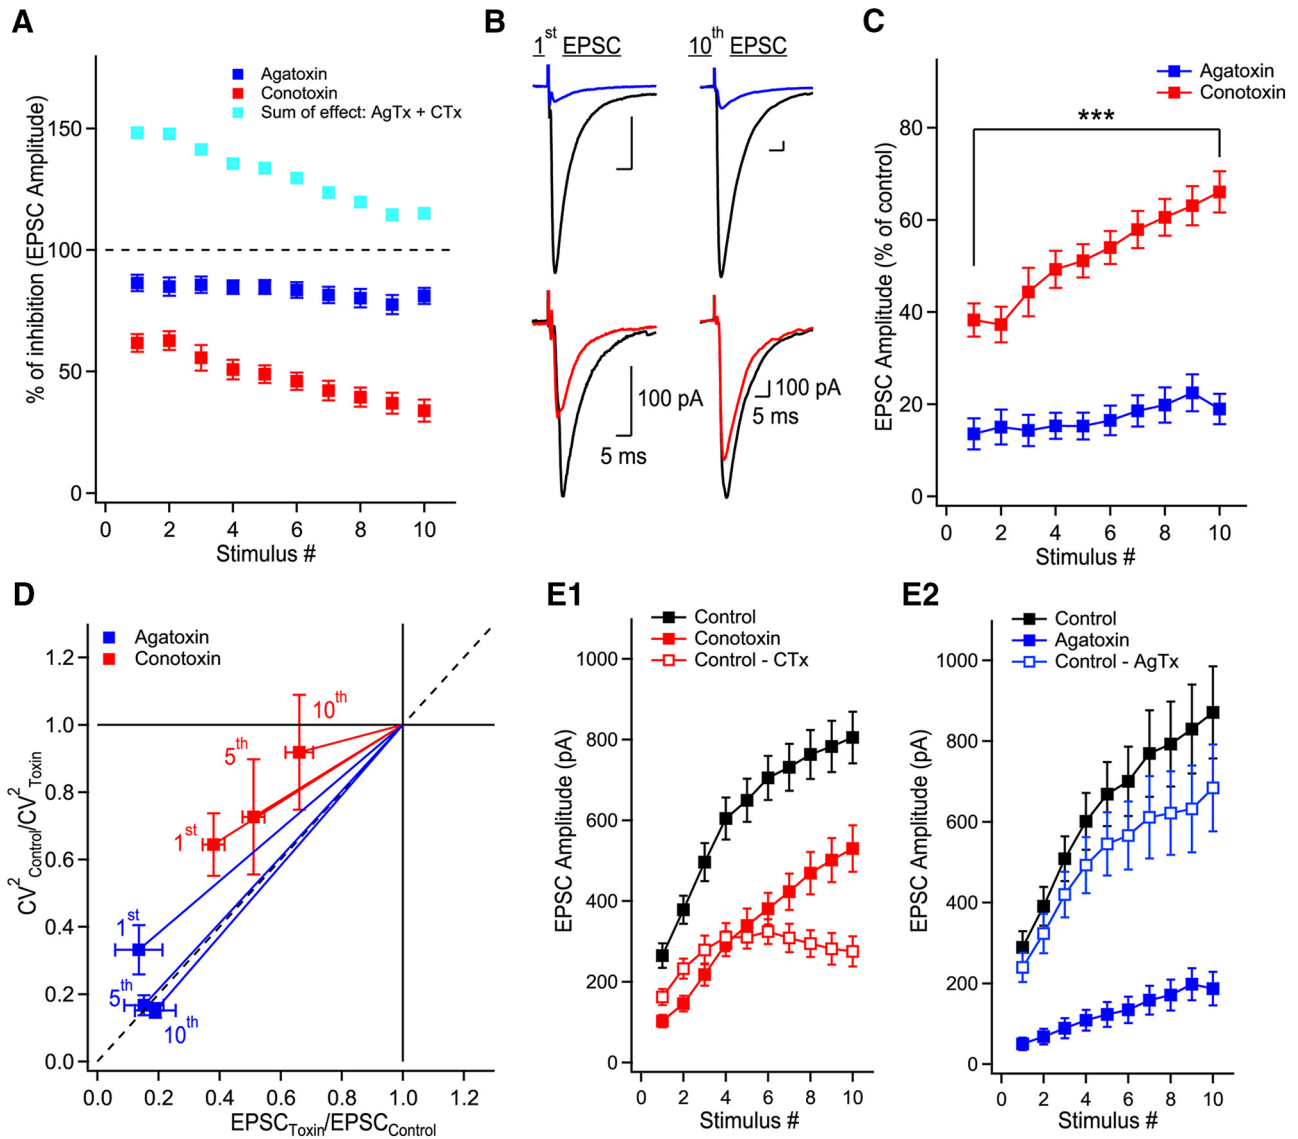 A
% of inhibition (EPSC Amplitude)
150
100
50
0
Agatoxin
Conotoxin
Sum of effect: AgTx + CTx
0 2 4 6 8 10
Stimulus #
B
1st EPSC
10th EPSC
100 pA
5 ms
100 pA
5 ms
C
EPSC Amplitude (% of control)
80
60
40
20
0
Agatoxin
Conotoxin
***
0 2 4 6 8 10
Stimulus #
D
CV2Control/CV2Toxin
1.2
1.0
0.8
0.6
0.4
0.2
0.0
Agatoxin
Conotoxin
10th
5th
1st
1st
5th
10th
0.0 0.2 0.4 0.6 0.8 1.0 1.2
EPSCToxin/EPSCControl
E1
EPSC Amplitude (pA)
1000
800
600
400
200
0
Control
Conotoxin
Control - CTx
0 2 4 6 8 10
Stimulus #
E2
EPSC Amplitude (pA)
1000
800
600
400
200
0
Control
Agatoxin
Control - AgTx
0 2 4 6 8 10
Stimulus #